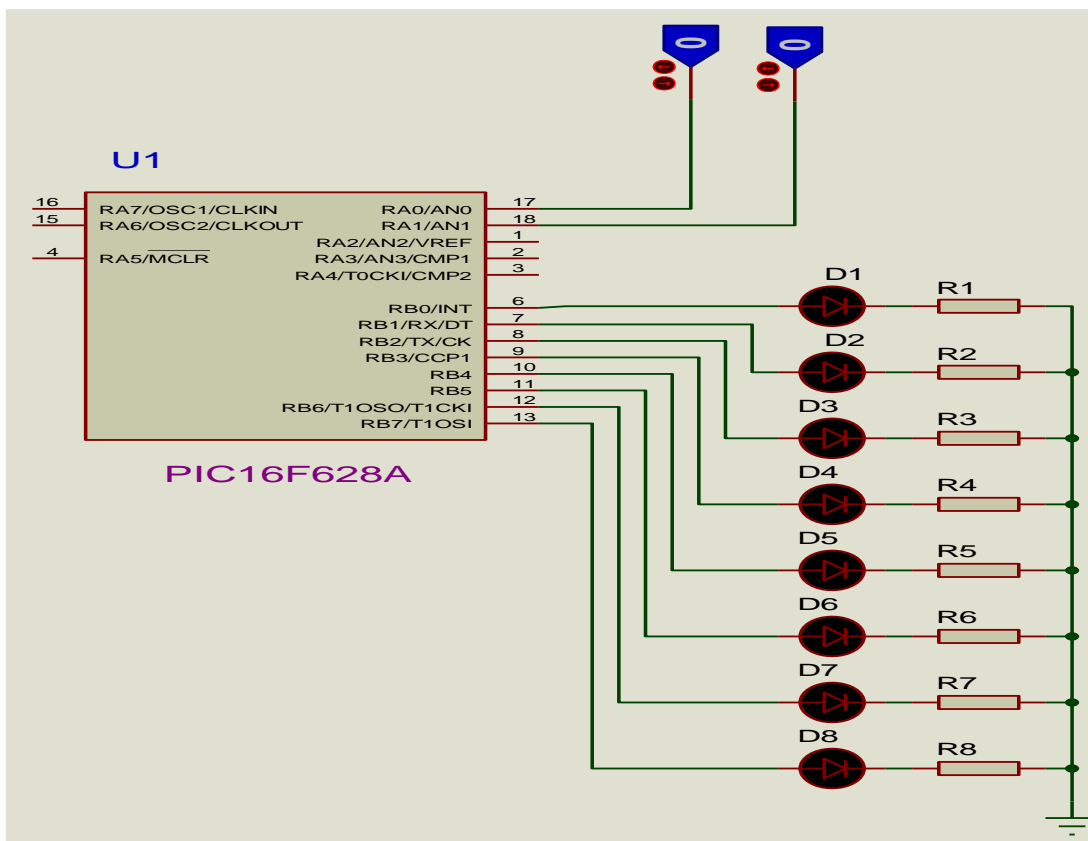 0 0
U1
16 RA7/OSC1/CLKIN RA0/AN0 17
15 RA6/OSC2/CLKOUT RA1/AN1 18
RA2/AN2/VREF 1
4 RA5/MCLR RA3/AN3/CMP1 2
RA4/T0CKI/CMP2 3
RB0/INT 6
RB1/RX/DT 7
RB2/TX/CK 8
RB3/CCP1 9
RB4 10
RB5 11
RB6/T1OSO/T1CKI 12
RB7/T1OSI 13
PIC16F628A
D1 R1
D2 R2
D3 R3
D4 R4
D5 R5
D6 R6
D7 R7
D8 R8